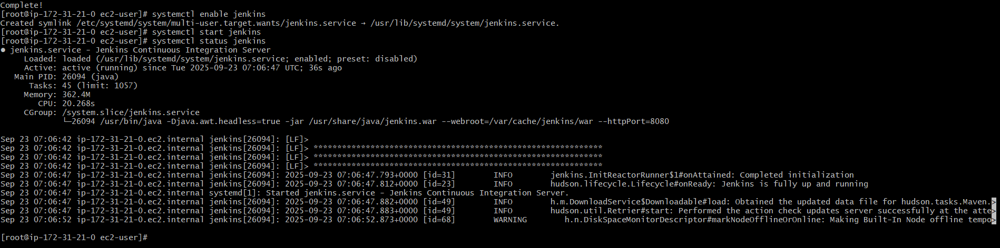 Complete!
[root@ip-172-31-21-0 ec2-user]# systemctl enable jenkins
Created symlink /etc/systemd/system/multi-user.target.wants/jenkins.service → /usr/lib/systemd/system/jenkins.service.
[root@ip-172-31-21-0 ec2-user]# systemctl start jenkins
[root@ip-172-31-21-0 ec2-user]# systemctl status jenkins
● jenkins.service - Jenkins Continuous Integration Server
     Loaded: loaded (/usr/lib/systemd/system/jenkins.service; enabled; preset: disabled)
     Active: active (running) since Tue 2025-09-23 07:06:47 UTC; 36s ago
   Main PID: 26094 (java)
      Tasks: 45 (limit: 1057)
     Memory: 362.4M
        CPU: 20.268s
     CGroup: /system.slice/jenkins.service
             └─26094 /usr/bin/java -Djava.awt.headless=true -jar /usr/share/java/jenkins.war --webroot=/var/cache/jenkins/war --httpPort=8080
Sep 23 07:06:42 ip-172-31-21-0.ec2.internal jenkins[26094]: [LF]>
Sep 23 07:06:42 ip-172-31-21-0.ec2.internal jenkins[26094]: [LF]> *************************************************************
Sep 23 07:06:42 ip-172-31-21-0.ec2.internal jenkins[26094]: [LF]> *************************************************************
Sep 23 07:06:42 ip-172-31-21-0.ec2.internal jenkins[26094]: [LF]> *************************************************************
Sep 23 07:06:47 ip-172-31-21-0.ec2.internal jenkins[26094]: 2025-09-23 07:06:47.793+0000 [id=31]        INFO        jenkins.InitReactorRunner$1#onAttained: Completed initialization
Sep 23 07:06:47 ip-172-31-21-0.ec2.internal jenkins[26094]: 2025-09-23 07:06:47.812+0000 [id=23]        INFO        hudson.lifecycle.Lifecycle#onReady: Jenkins is fully up and running
Sep 23 07:06:47 ip-172-31-21-0.ec2.internal systemd[1]: Started jenkins.service - Jenkins Continuous Integration Server.
Sep 23 07:06:47 ip-172-31-21-0.ec2.internal jenkins[26094]: 2025-09-23 07:06:47.882+0000 [id=49]        INFO        h.m.DownloadService$Downloadable#load: Obtained the updated data file for hudson.tasks.Maven.>
Sep 23 07:06:47 ip-172-31-21-0.ec2.internal jenkins[26094]: 2025-09-23 07:06:47.883+0000 [id=49]        INFO        hudson.util.Retrier#start: Performed the action check updates server successfully at the atte>
Sep 23 07:06:52 ip-172-31-21-0.ec2.internal jenkins[26094]: 2025-09-23 07:06:52.873+0000 [id=68]        WARNING        h.n.DiskSpaceMonitorDescriptor#markNodeOfflineOrOnline: Making Built-In Node offline tempo>
[root@ip-172-31-21-0 ec2-user]#